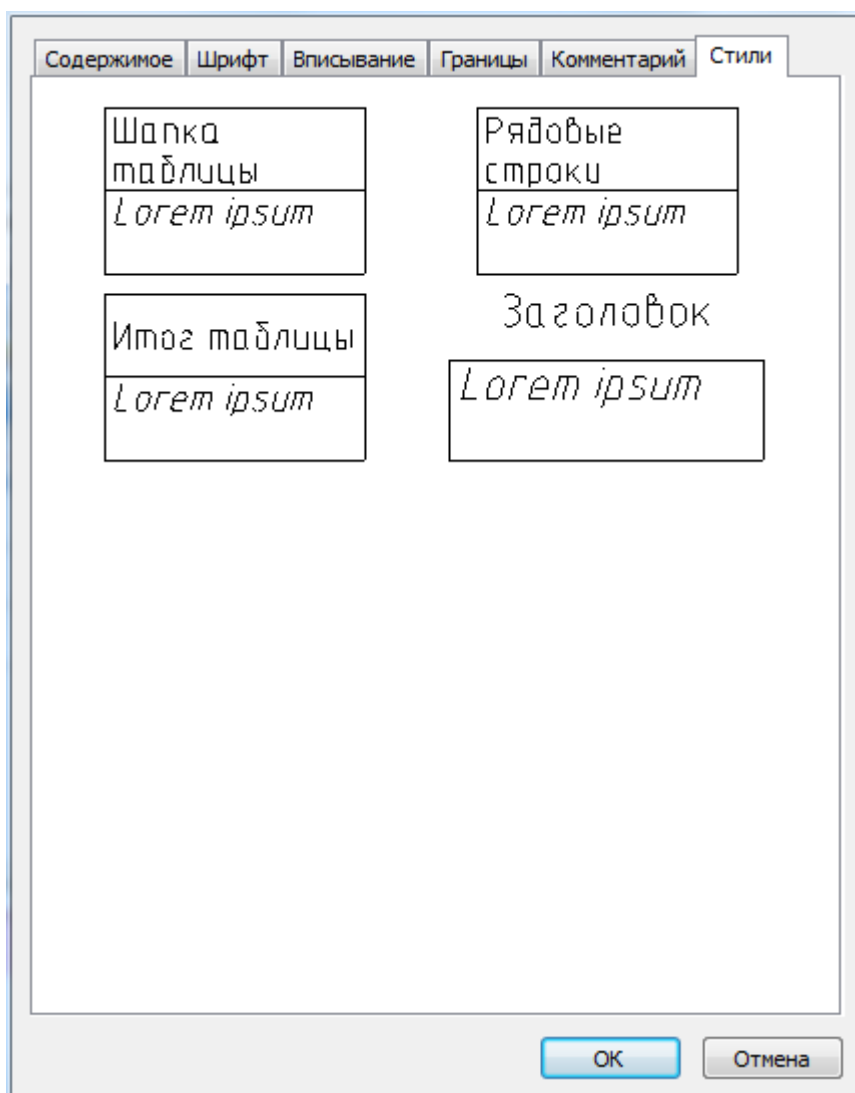 Содержимое Шрифт Вписывание Границы Комментарий Стили
Шапка
таблицы
Lorem ipsum
Рядовые
строки
Lorem ipsum
Итог таблицы
Lorem ipsum
Заголовок
Lorem ipsum
OK Отмена